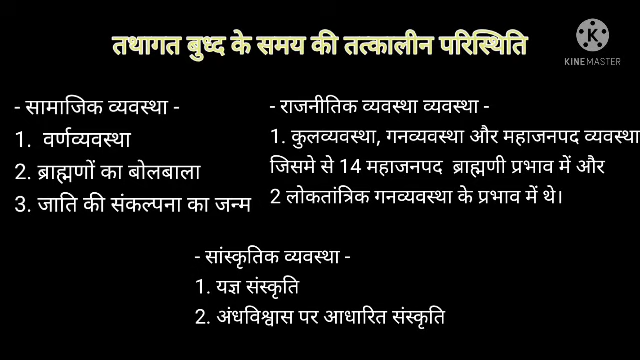 तथागत बुध्द के समय की तत्कालीन परिस्थिति
KINEMASTER
- सामाजिक व्यवस्था -
1. वर्णव्यवस्था
2. ब्राह्मणों का बोलबाला
3. जाति की संकल्पना का जन्म
- राजनीतिक व्यवस्था व्यवस्था -
1. कुलव्यवस्था, गनव्यवस्था और महाजनपद व्यवस्था
जिसमे से 14 महाजनपद ब्राह्मणी प्रभाव में और
2 लोकतांत्रिक गनव्यवस्था के प्रभाव में थे।
- सांस्कृतिक व्यवस्था -
1. यज्ञ संस्कृति
2. अंधविश्वास पर आधारित संस्कृति